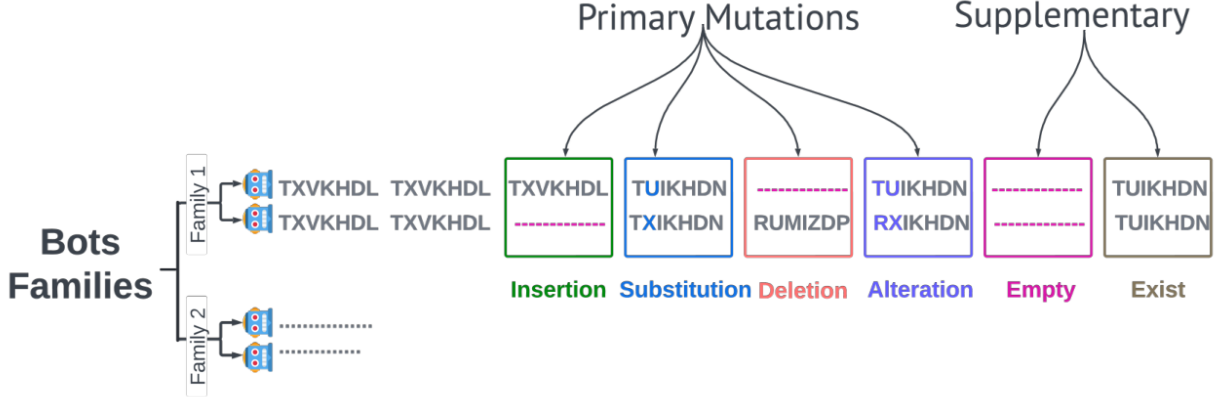 Primary Mutations
Supplementary
Bots
Families
Family 1
TXVKHDL TXVKHDL TXVKHDL TUIKHDN ------------- TUIKHDN ------------- TUIKHDN
TXVKHDL TXVKHDL ------------- TXIKHDN RUMIZDP RXIKHDN ------------- TUIKHDN
Insertion Substitution Deletion Alteration Empty Exist
Family 2